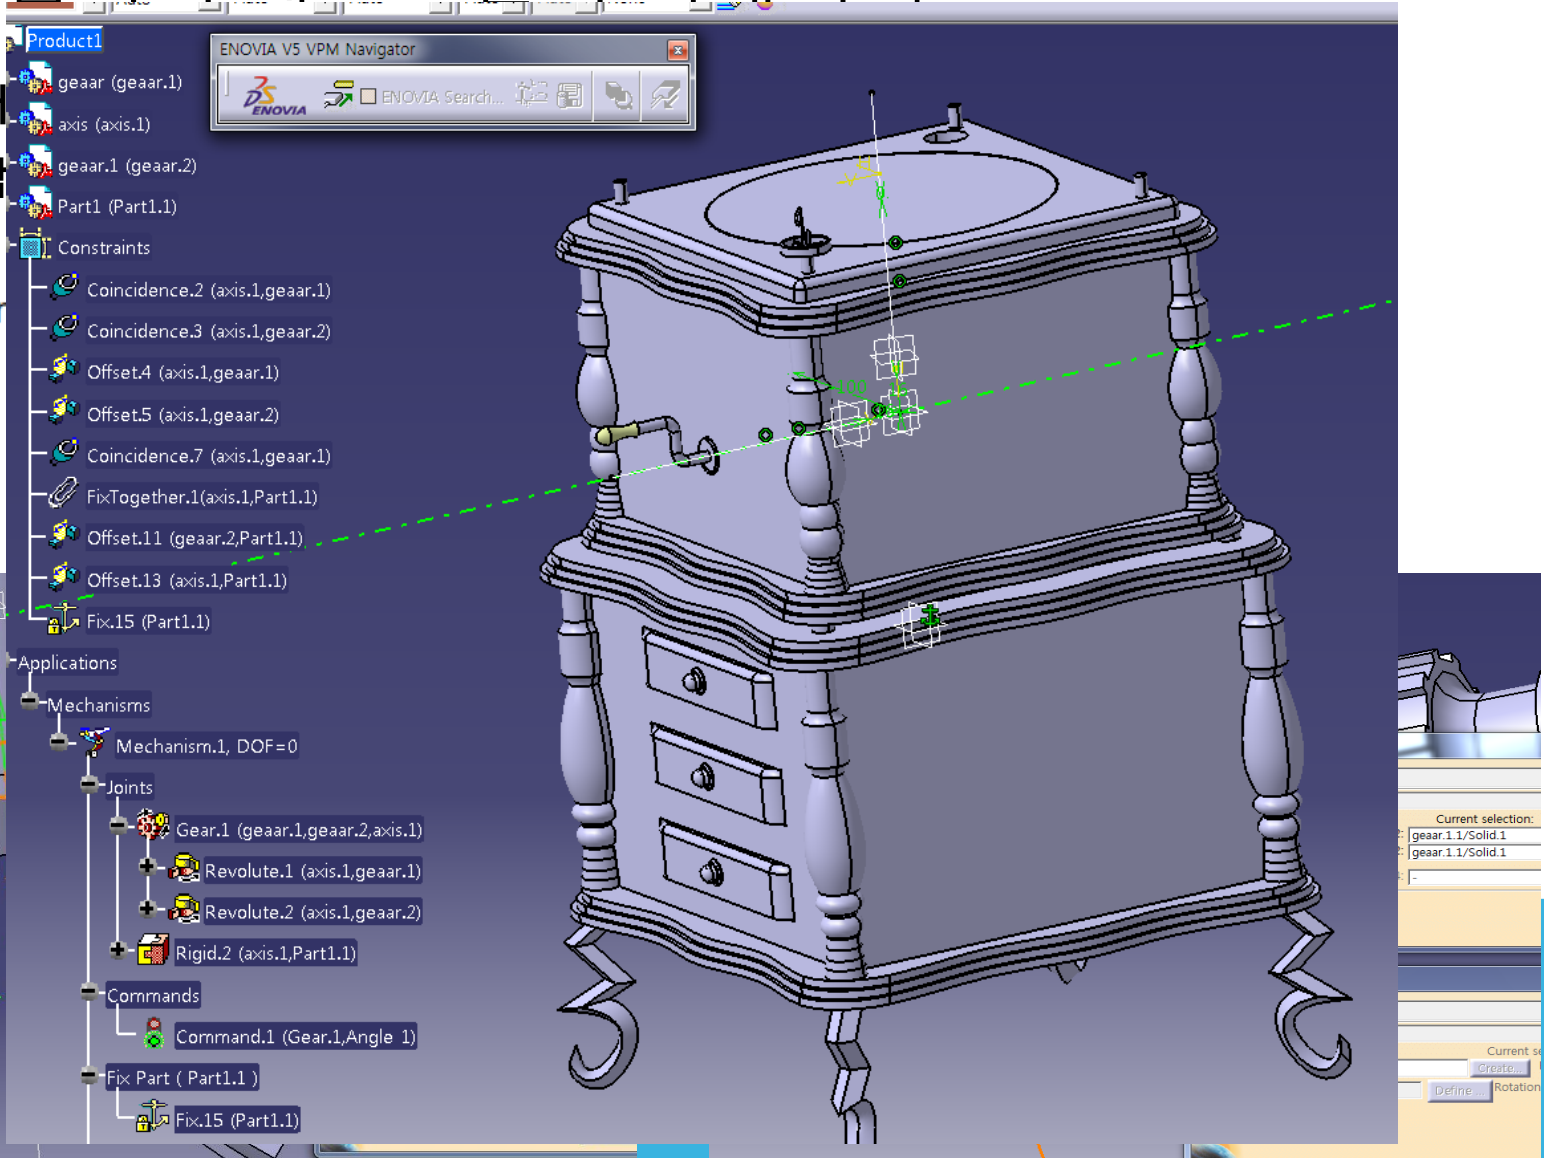 Product1
ENOVIA V5 VPM Navigator
ENOVIA
ENOVIA Search...
geaar (geaar.1)
axis (axis.1)
geaar.1 (geaar.2)
Part1 (Part1.1)
Constraints
Coincidence.2 (axis.1,geaar.1)
Coincidence.3 (axis.1,geaar.2)
Offset.4 (axis.1,geaar.1)
Offset.5 (axis.1,geaar.2)
Coincidence.7 (axis.1,geaar.1)
FixTogether.1(axis.1,Part1.1)
Offset.11 (geaar.2,Part1.1)
Offset.13 (axis.1,Part1.1)
Fix.15 (Part1.1)
Applications
Mechanisms
Mechanism.1, DOF=0
Joints
Gear.1 (geaar.1,geaar.2,axis.1)
Revolute.1 (axis.1,geaar.1)
Revolute.2 (axis.1,geaar.2)
Rigid.2 (axis.1,Part1.1)
Commands
Command.1 (Gear.1,Angle 1)
Fix Part ( Part1.1 )
Fix.15 (Part1.1)
Current selection:
geaar.1.1/Solid.1
geaar.1.1/Solid.1
Current se
Create...
Define ...
Rotation